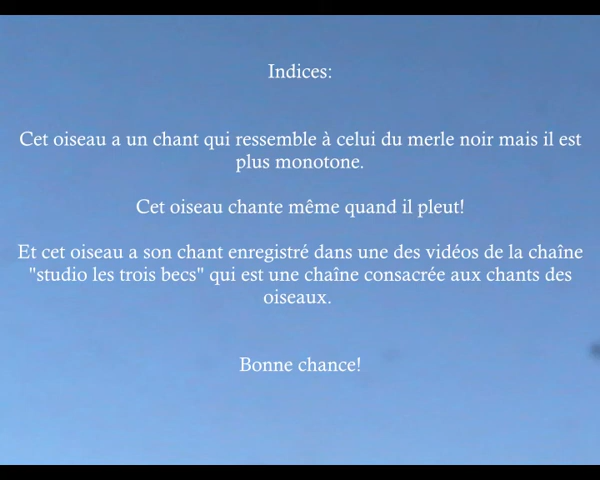 Indices:
Cet oiseau a un chant qui ressemble à celui du merle noir mais il est
plus monotone.
Cet oiseau chante même quand il pleut!
Et cet oiseau a son chant enregistré dans une des vidéos de la chaîne
"studio les trois becs" qui est une chaîne consacrée aux chants des
oiseaux.
Bonne chance!